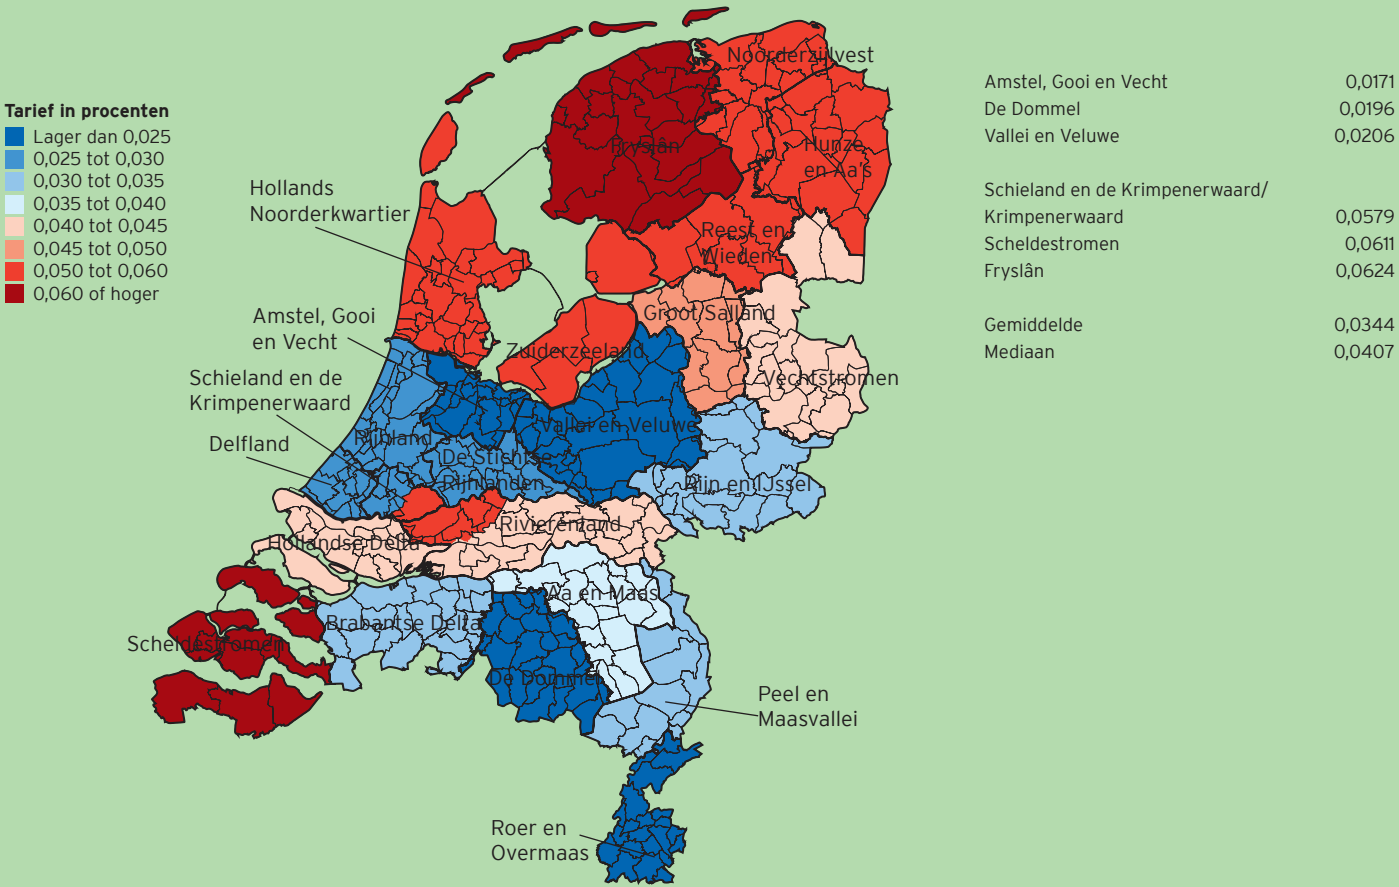 Tarief in procenten
Lager dan 0,025
0,025 tot 0,030
0,030 tot 0,035
0,035 tot 0,040
0,040 tot 0,045
0,045 tot 0,050
0,050 tot 0,060
0,060 of hoger
Noorderzijlvest
Fryslân
Hunze
en Aa's
Hollands
Noorderkwartier
Reest en
Wieden
Amstel, Gooi
en Vecht
Groot Salland
Zuiderzeeland
Schieland en de
Krimpenerwaard
Vechtstromen
Delfland
Rijnland
Vallei en Veluwe
De Stichtse
Rijnlanden
Rijn en IJssel
Rivierenland
Hollandse Delta
Aa en Maas
Brabantse Delta
Scheldestromen
De Dommel
Peel en
Maasvallei
Roer en
Overmaas
Amstel, Gooi en Vecht 0,0171
De Dommel 0,0196
Vallei en Veluwe 0,0206
Schieland en de Krimpenerwaard/
Krimpenerwaard 0,0579
Scheldestromen 0,0611
Fryslân 0,0624
Gemiddelde 0,0344
Mediaan 0,0407